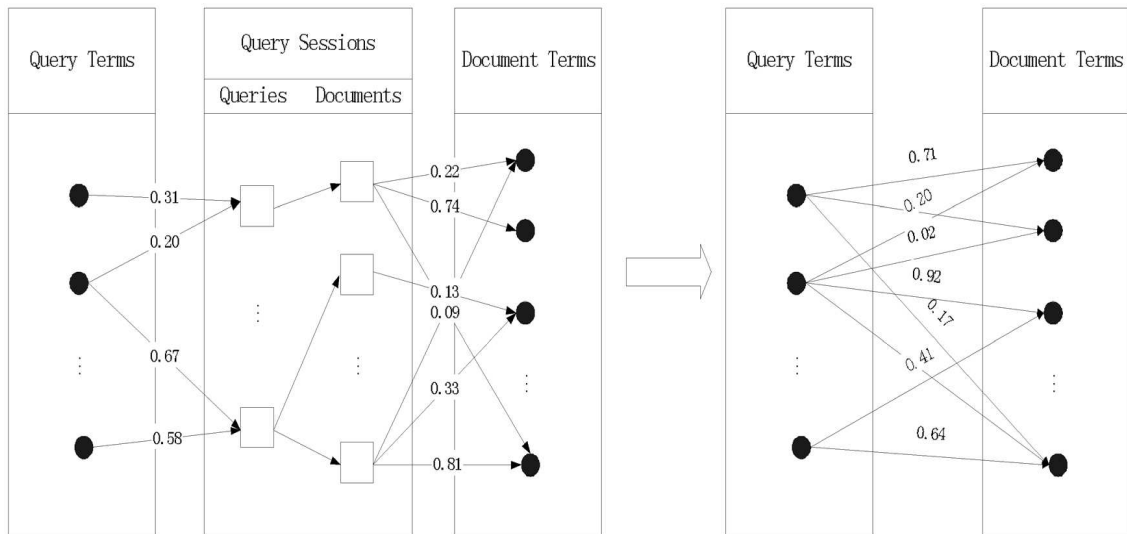 Query Terms
Query Sessions
Queries Documents
Document Terms
0.31
0.20
0.67
0.58
0.22
0.74
0.13
0.09
0.33
0.81
Query Terms
Document Terms
0.71
0.20
0.02
0.92
0.17
0.41
0.64